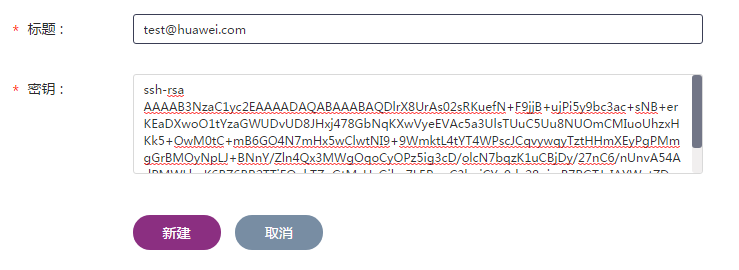 * 标题：
test@huawei.com
* 密钥：
ssh-rsa
AAAAB3NzaC1yc2EAAAADAQABAAABAQDlrX8UrAs02sRKuefN+F9jjB+ujPi5y9bc3ac+sNB+er
KEaDXwoO1tYzaGWUDvUD8JHxj478GbNqKXwVyeEVAc5a3UlsTUuC5Uu8NUOmCMIuoUhzxH
Kk5+OwM0tC+mB6GO4N7mHx5wClwtNI9+9WmktL4tYT4WPscJCqvywqyTztHHmXEyPgPMm
gGrBMOyNpLJ+BNnY/Zln4Qx3MWgOqoCyOPz5ig3cD/olcN7bqzK1uCBjDy/27nC6/nUnvA54A
新建
取消